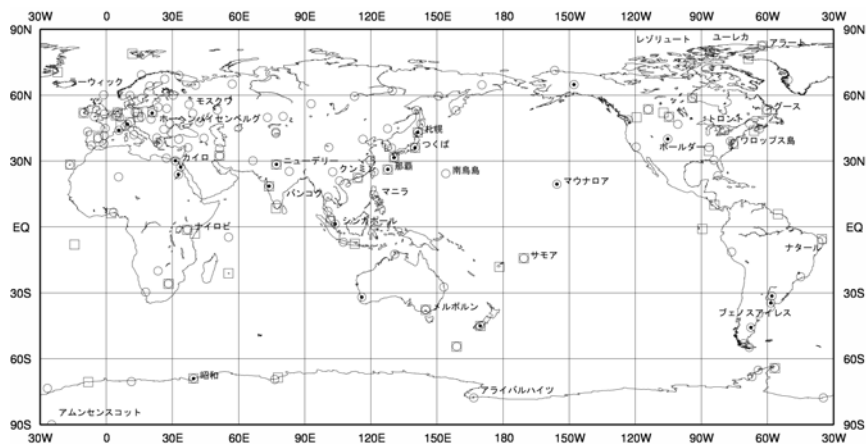 30W 0 30E 60E 90E 120E 150E 180 150W 120W 90W 60W 30W
90N 90N
レゾリュート ユーレカ アラート
モスクワ グース
60N 60N
ホーヘンパイセンベルグ トロント
札幌
つくば ボールダー ワロップス島
30N カイロ ニューデリー クンミン 那覇 南鳥島 30N
バンコク マニラ マウナロア
シンガポール
EQ ナイロビ EQ
サモア ナタール
30S 30S
メルボルン ブエノスアイレス
60S 60S
昭和
アライバルハイツ
アムンセンスコット
90S 90S
30W 0 30E 60E 90E 120E 150E 180 150W 120W 90W 60W 30W